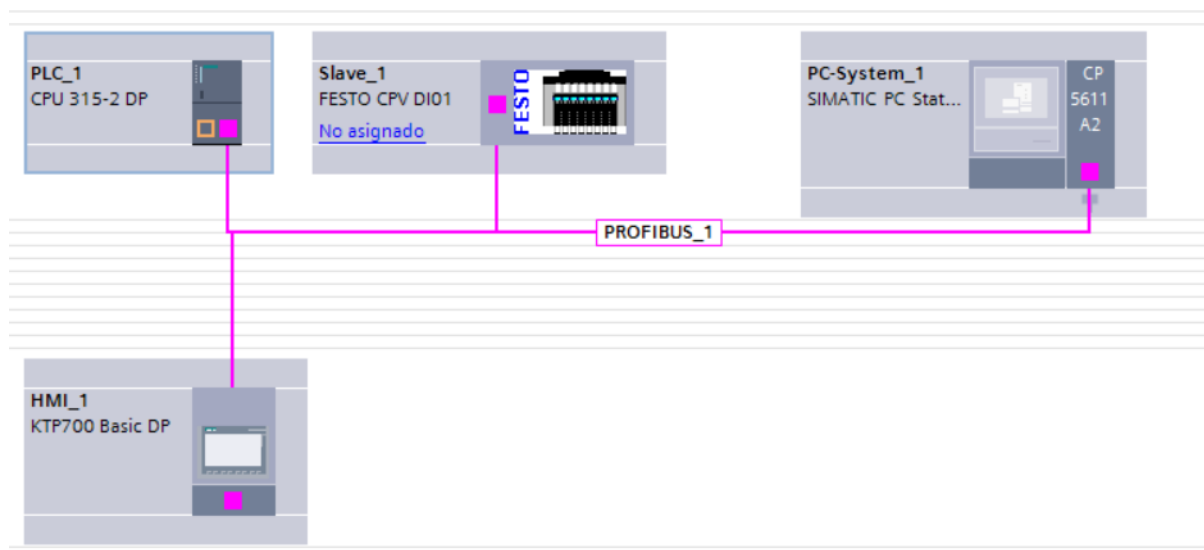 PLC_1
CPU 315-2 DP
Slave_1
FESTO CPV DI01
No asignado
FESTO
PC-System_1
SIMATIC PC Stat...
CP
5611
A2
PROFIBUS_1
HMI_1
KTP700 Basic DP